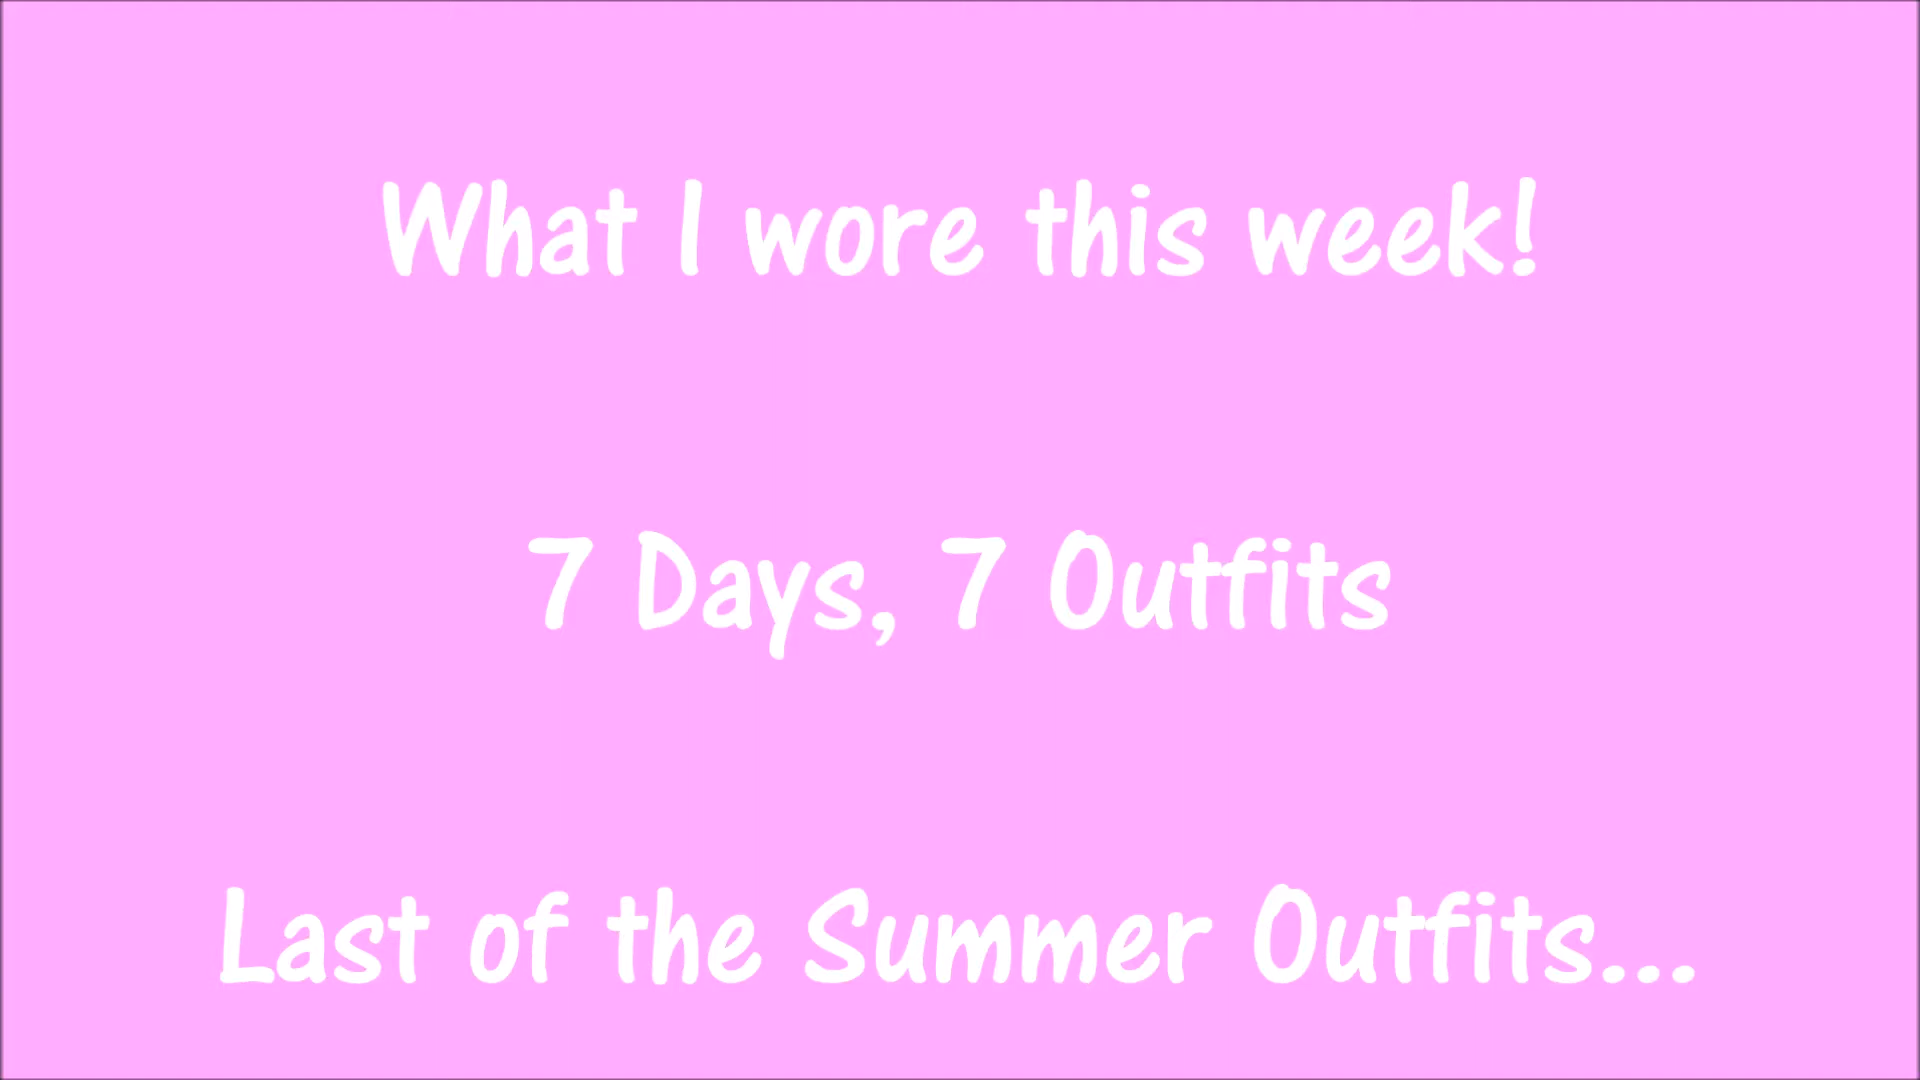 What I wore this week!
7 Days, 7 Outfits
Last of the Summer Outfits...